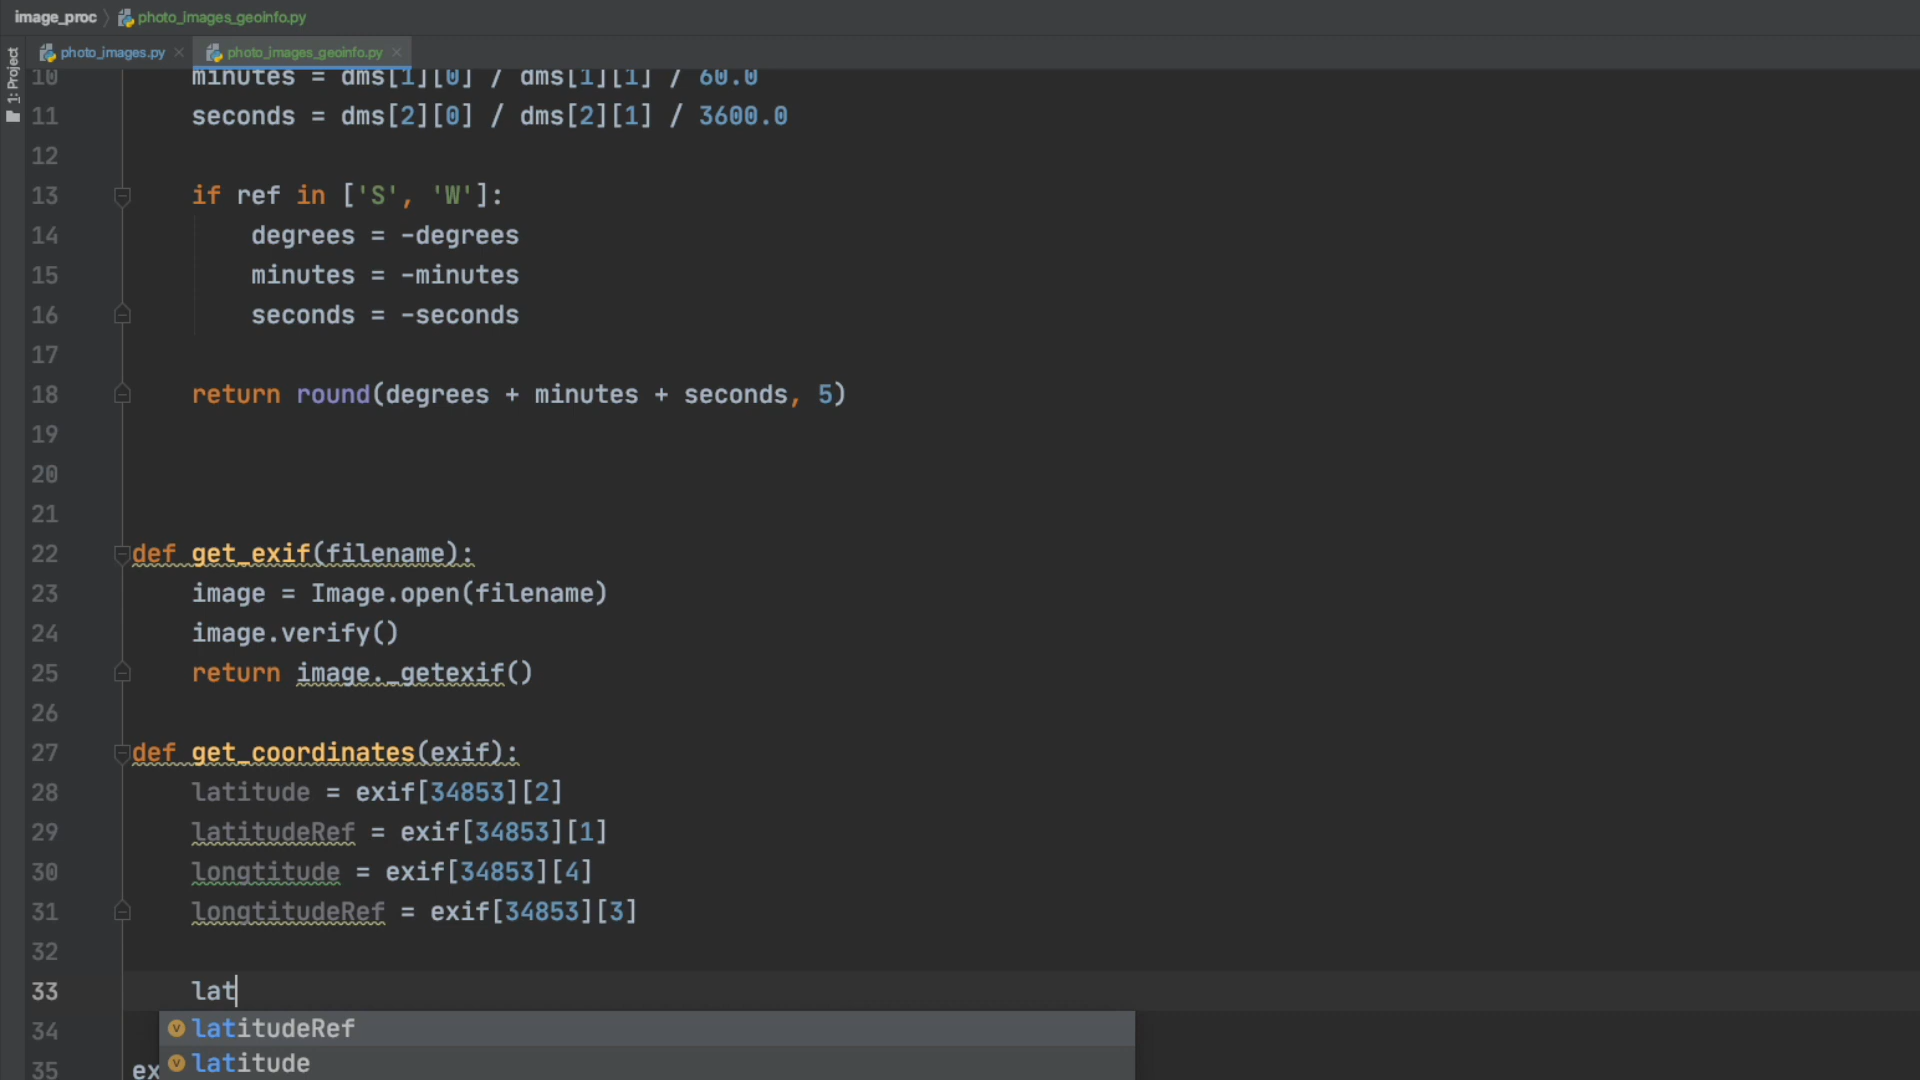 image_proc photo_images_geoinfo.py
photo_images.py photo_images_geoinfo.py
1: Project
10 minutes = dms[1][0] / dms[1][1] / 60.0
11 seconds = dms[2][0] / dms[2][1] / 3600.0
12
13 if ref in ['S', 'W']:
14 degrees = -degrees
15 minutes = -minutes
16 seconds = -seconds
17
18 return round(degrees + minutes + seconds, 5)
19
20
21
22 def get_exif(filename):
23 image = Image.open(filename)
24 image.verify()
25 return image._getexif()
26
27 def get_coordinates(exif):
28 latitude = exif[34853][2]
29 latitudeRef = exif[34853][1]
30 longtitude = exif[34853][4]
31 longtitudeRef = exif[34853][3]
32
33 lat
34 v latitudeRef
35 ex v latitude